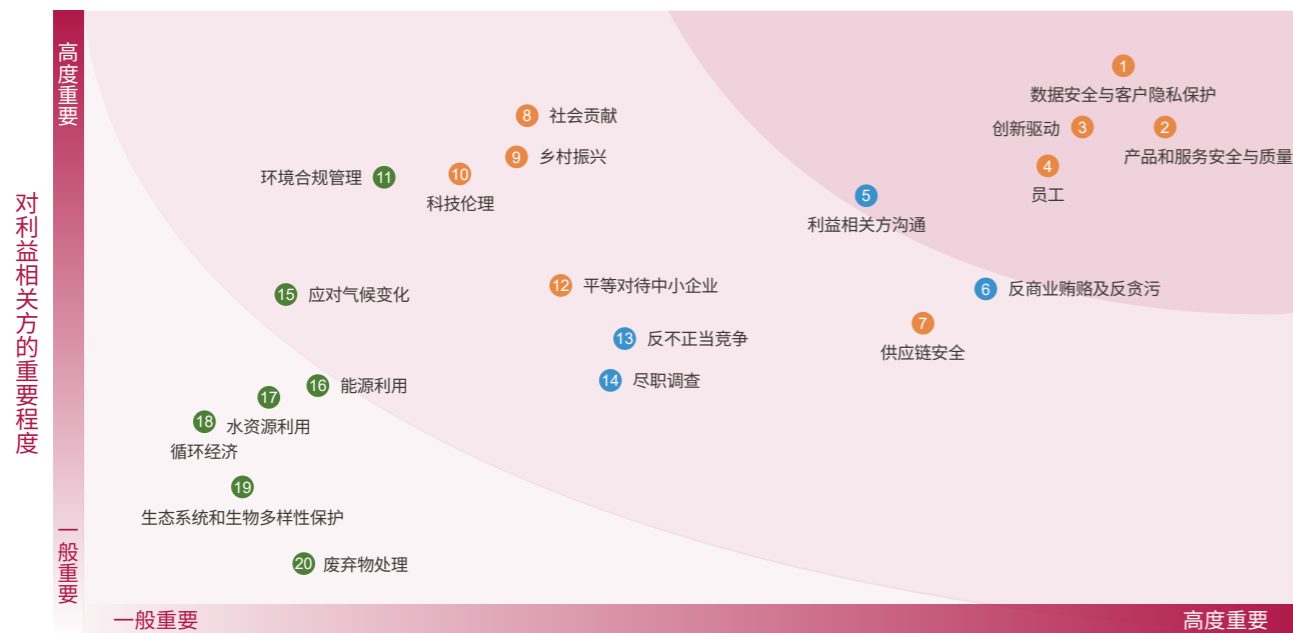 对利益相关方的重要程度
高度重要
一般重要
1
数据安全与客户隐私保护
创新驱动 3
2
产品和服务安全与质量
4
员工
5
利益相关方沟通
6 反商业贿赂及反贪污
7
供应链安全
8 社会贡献
9 乡村振兴
10
科技伦理
环境合规管理 11
12 平等对待中小企业
13 反不正当竞争
14 尽职调查
15 应对气候变化
16 能源利用
17
水资源利用
18
循环经济
19
生态系统和生物多样性保护
20 废弃物处理
一般重要
高度重要